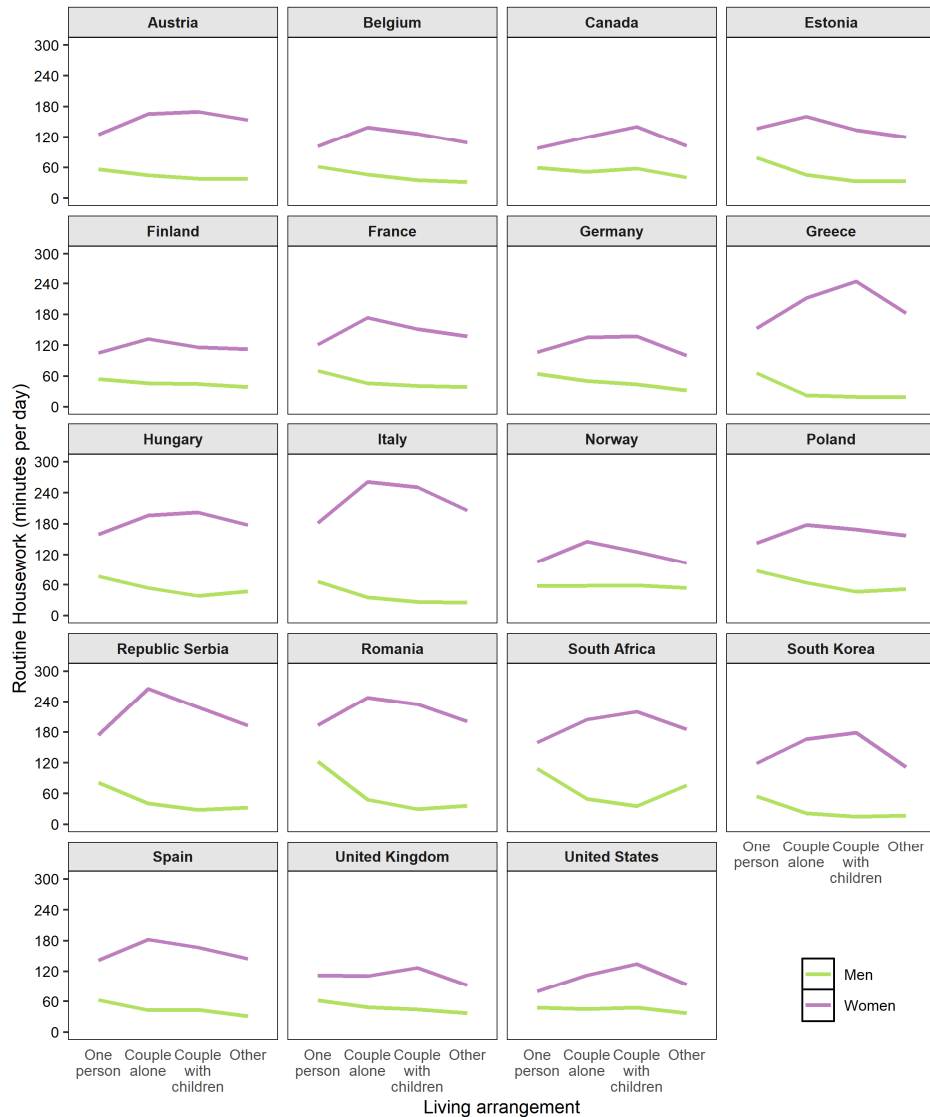 Routine Housework (minutes per day)
Austria
Belgium
Canada
Estonia
300
240
180
120
60
0
Finland
France
Germany
Greece
300
240
180
120
60
0
Hungary
Italy
Norway
Poland
300
240
180
120
60
0
Republic Serbia
Romania
South Africa
South Korea
300
240
180
120
60
0
One person
Couple alone
Couple with children
Other
Spain
United Kingdom
United States
300
240
180
120
60
0
Men
Women
One person
Couple alone
Couple with children
Other
One person
Couple alone
Couple with children
Other
One person
Couple alone
Couple with children
Other
Living arrangement